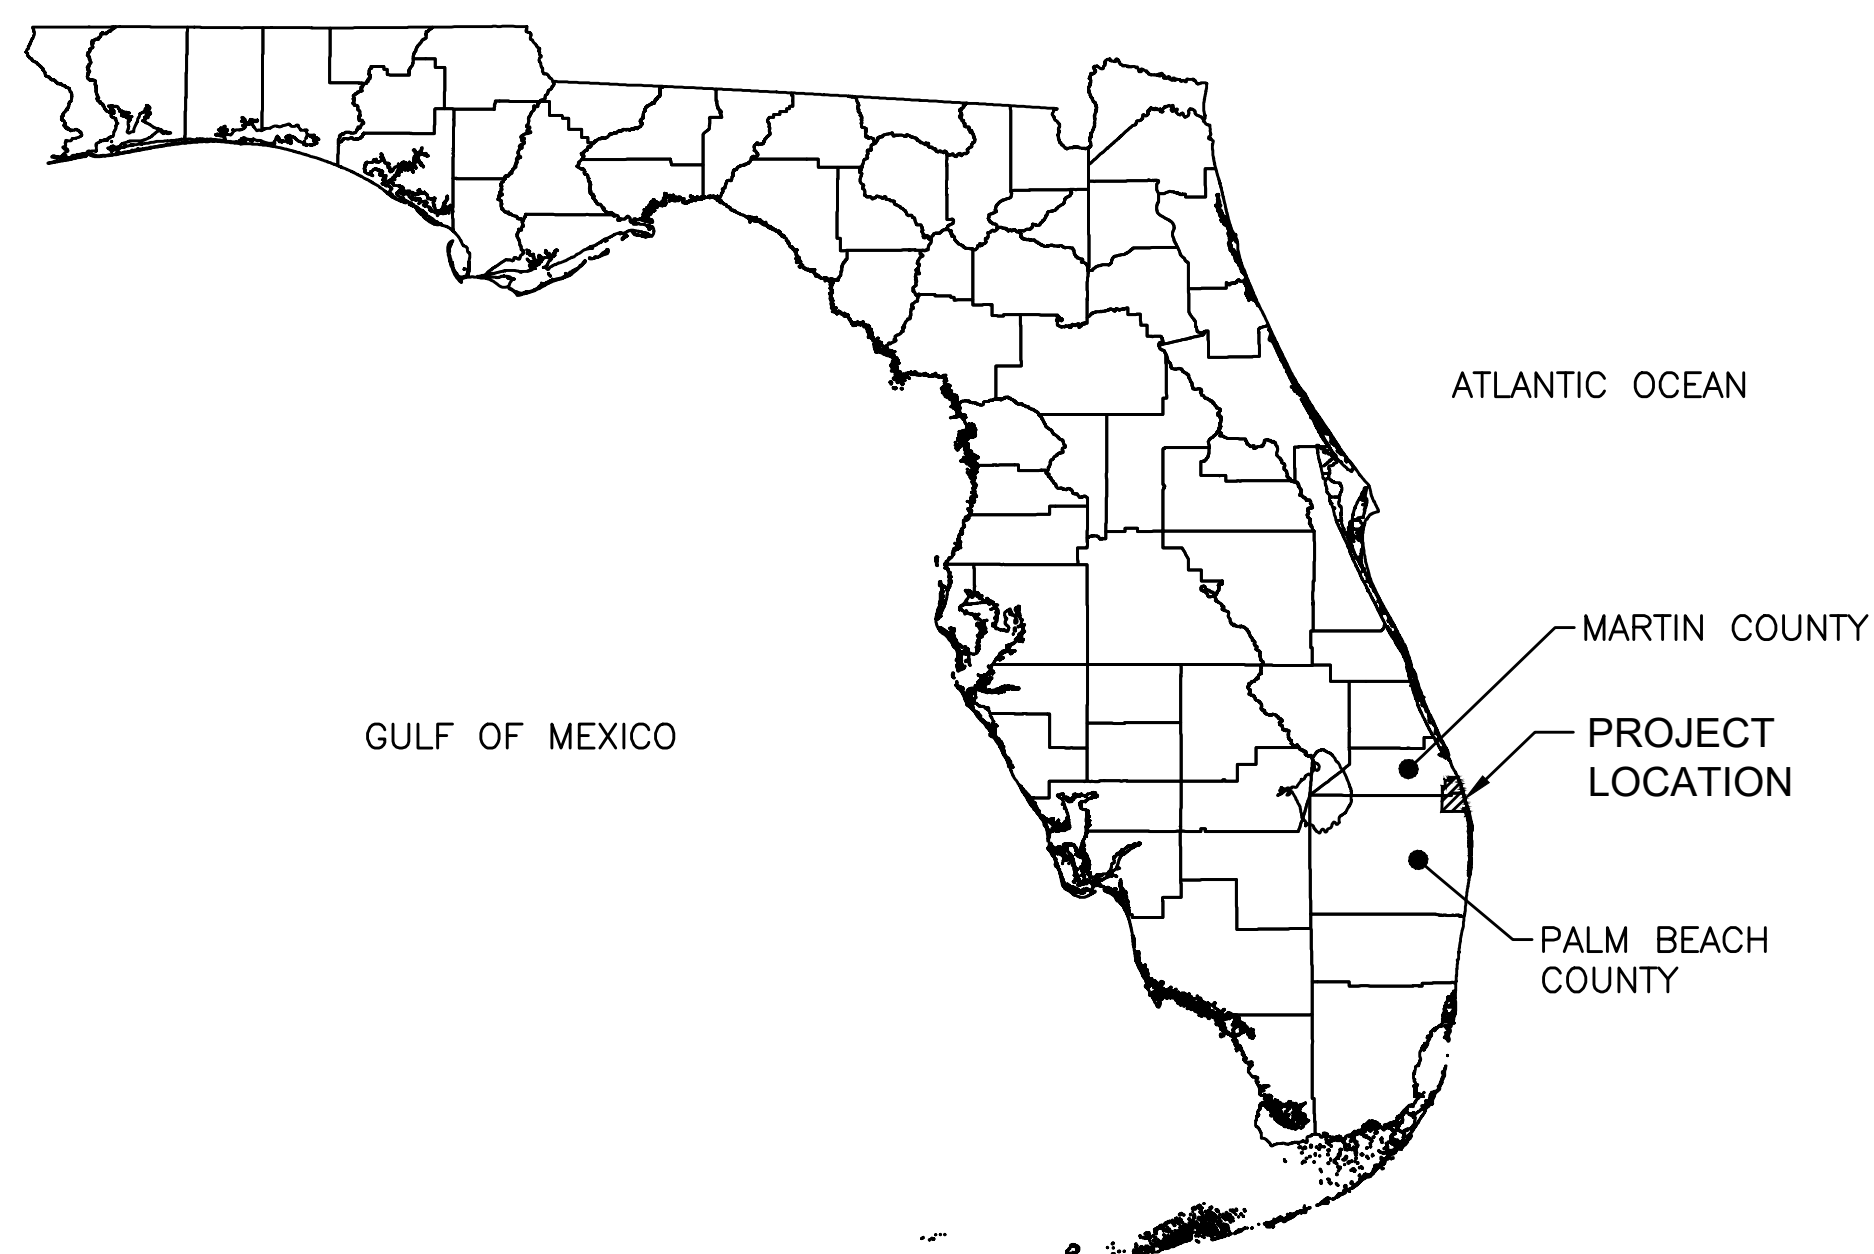 ATLANTIC OCEAN
MARTIN COUNTY
PROJECT
LOCATION
GULF OF MEXICO
PALM BEACH
COUNTY